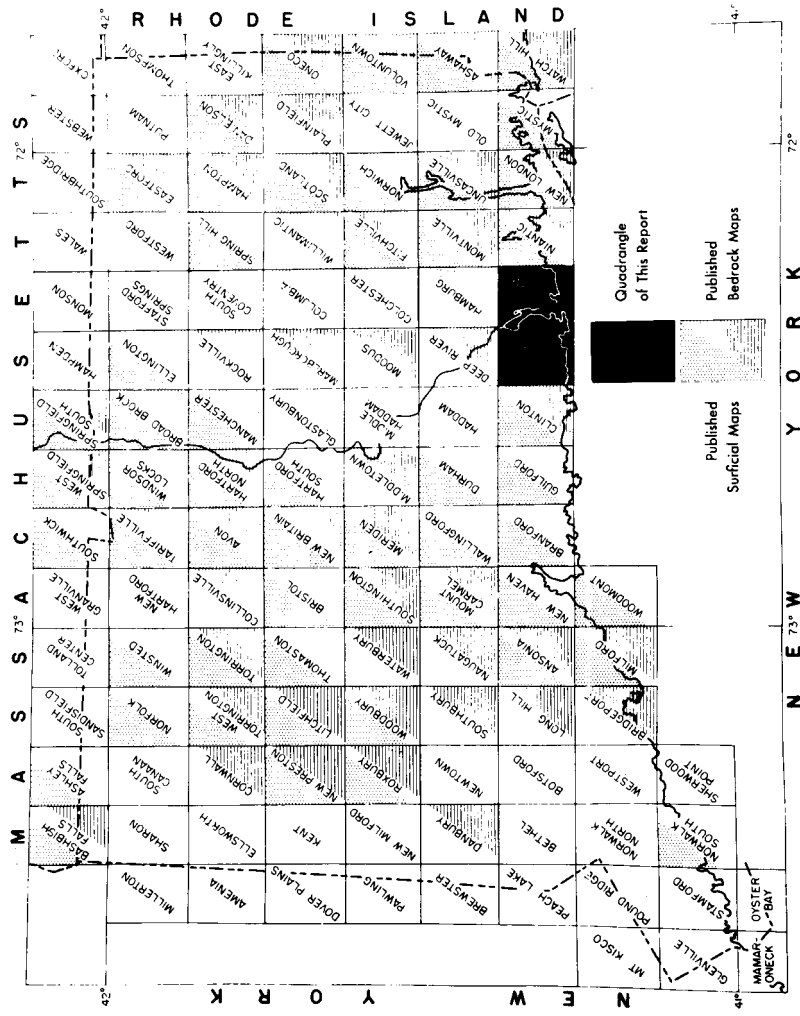 MASSACHUSETTS
RHODE ISLAND
42°
41°
72°
BASHBISH FALLS
ASHLEY FALLS
SOUTH SANDISFIELD
TOLLAND CENTER
WEST GRANVILLE
SOUTHWICK
WEST SPRINGFIELD
SPRINGFIELD SOUTH
HAMPDEN
MONSON
WALES
SOUTHBRIDGE
WEBSTER
OXFORD
MILLERTON
SHARON
SOUTH CANAAN
NORFOLK
WINSTED
NEW HARTFORD
TARIFFVILLE
WINDSOR LOCKS
BROAD BROOK
ELLINGTON
STAFFORD SPRINGS
WESTFORD
EASTFORD
PUTNAM
THOMPSON
AMENIA
ELLSWORTH
CORNWALL
WEST TORRINGTON
TORRINGTON
COLLINSVILLE
AVON
HARTFORD NORTH
MANCHESTER
ROCKVILLE
SOUTH COVENTRY
SPRING HILL
HAMPTON
DANIELSON
EAST KILLINGLY
DOVER PLAINS
KENT
NEW PRESTON
LITCHFIELD
THOMASTON
BRISTOL
NEW BRITAIN
HARTFORD SOUTH
GLASTONBURY
MARLBOROUGH
COLUMBIA
WILLIMANTIC
SCOTLAND
PLAINFIELD
ONECO
PAWLING
NEW MILFORD
ROXBURY
WOODBURY
WATERBURY
SOUTHINGTON
MERIDEN
MIDDLETOWN
MIDDLE HADDAM
MOODUS
COLCHESTER
FITCHVILLE
NORWICH
JEWETT CITY
VOLUNTOWN
BREWSTER
DANBURY
NEWTOWN
SOUTHBURY
NAUGATUCK
MOUNT CARMEL
WALLINGFORD
DURHAM
HADDAM
DEEP RIVER
HAMBURG
MONTVILLE
UNCASVILLE
OLD MYSTIC
ASHAWAY
PEACH LAKE
BETHEL
BOTSFORD
LONG HILL
ANSONIA
NEW HAVEN
BRANFORD
GUILFORD
CLINTON
NIANTIC
NEW LONDON
MYSTIC
WATCH HILL
MT KISCO
POUND RIDGE
NORWALK NORTH
WESTPORT
BRIDGEPORT
MILFORD
WOODMONT
GLENVILLE
STAMFORD
NORWALK SOUTH
SHERWOOD POINT
MAMAR-
ONECK
OYSTER
BAY
42°
41°
73°
73°
72°
Quadrangle
of This Report
Published
Bedrock Maps
Published
Surficial Maps
NEW YORK
NEW YORK